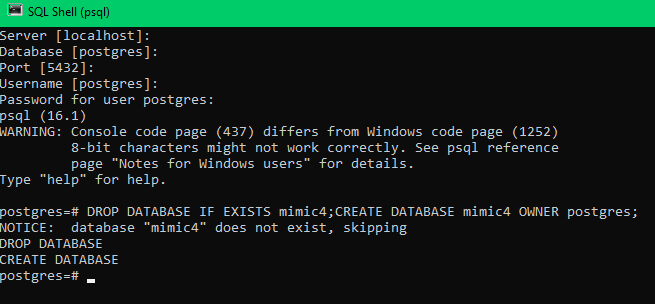 SQL Shell (psql)
Server [localhost]:
Database [postgres]:
Port [5432]:
Username [postgres]:
Password for user postgres:
psql (16.1)
WARNING: Console code page (437) differs from Windows code page (1252)
         8-bit characters might not work correctly. See psql reference
         page "Notes for Windows users" for details.
Type "help" for help.

postgres=# DROP DATABASE IF EXISTS mimic4;CREATE DATABASE mimic4 OWNER postgres;
NOTICE:  database "mimic4" does not exist, skipping
DROP DATABASE
CREATE DATABASE
postgres=#